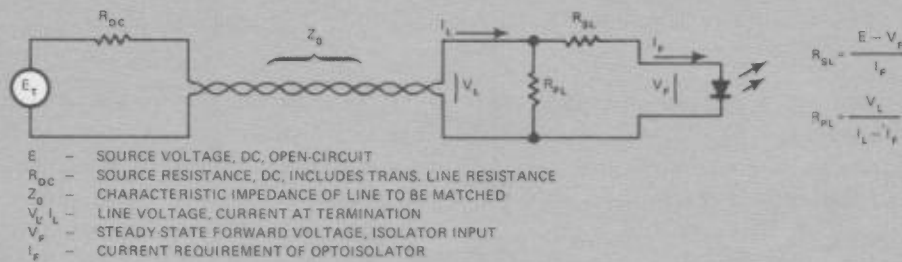 R_DC
Z_0
I_L
R_SL
I_F
E_T
V_L
R_PL
V_F
R_SL = (E – V_F) / I_F
R_PL = V_L / (I_L – I_F)
E – SOURCE VOLTAGE, DC, OPEN-CIRCUIT
R_DC – SOURCE RESISTANCE, DC, INCLUDES TRANS. LINE RESISTANCE
Z_0 – CHARACTERISTIC IMPEDANCE OF LINE TO BE MATCHED
V_L, I_L – LINE VOLTAGE, CURRENT AT TERMINATION
V_F – STEADY-STATE FORWARD VOLTAGE, ISOLATOR INPUT
I_F – CURRENT REQUIREMENT OF OPTOISOLATOR